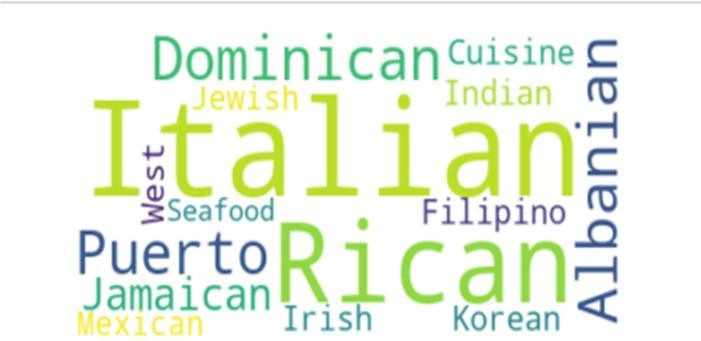 Dominican Cuisine
Jewish Indian
Italian
West
Seafood Filipino
Albanian
Puerto Rican
Jamaican
Mexican Irish Korean